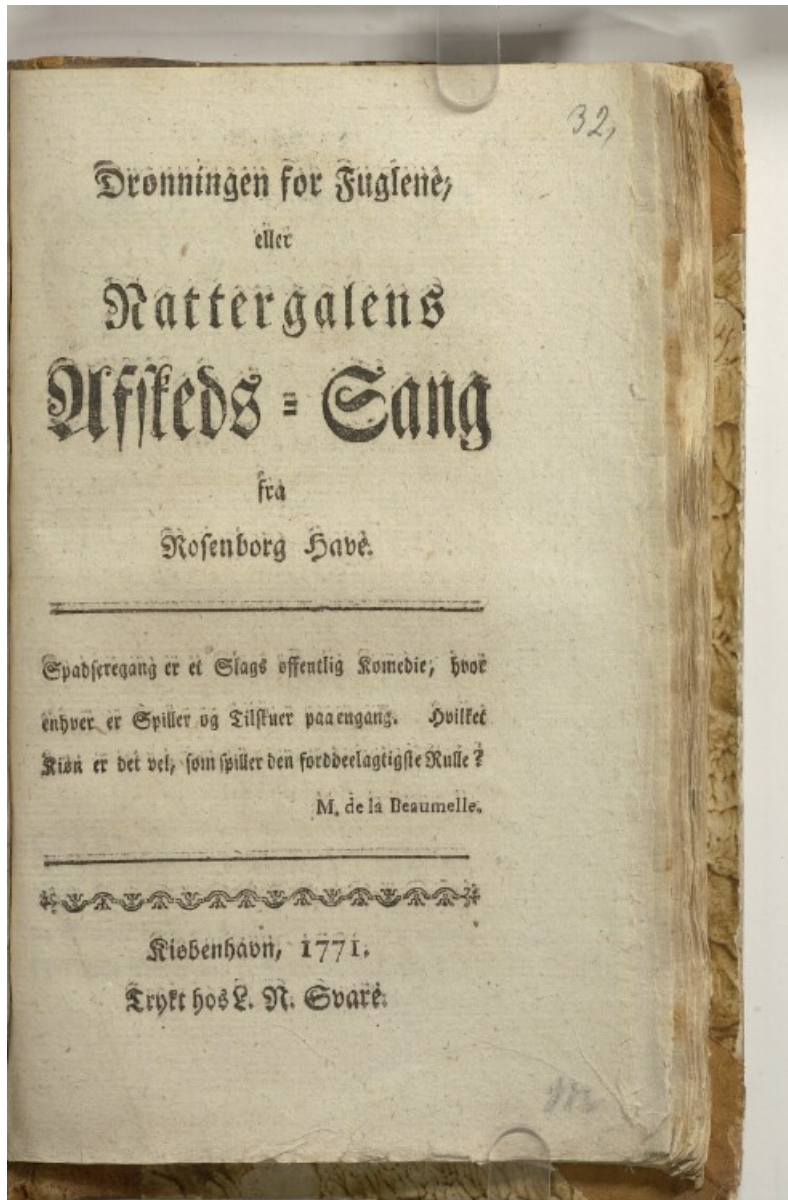 32,
Dronningen for Fuglene,
eller
Nattergalens
Afskeds = Sang
fra
Rosenborg Have.
Spadseregang er et Slags offentlig Komedie, hvor
enhver er Spiller og Tilskuer paaengang. Hvilket
Kiøn er det vel, som spiller den forddeelagtigste Rulle?
M. de la Beaumelle.
Kiøbenhavn, 1771.
Trykt hos L. N. Svare.